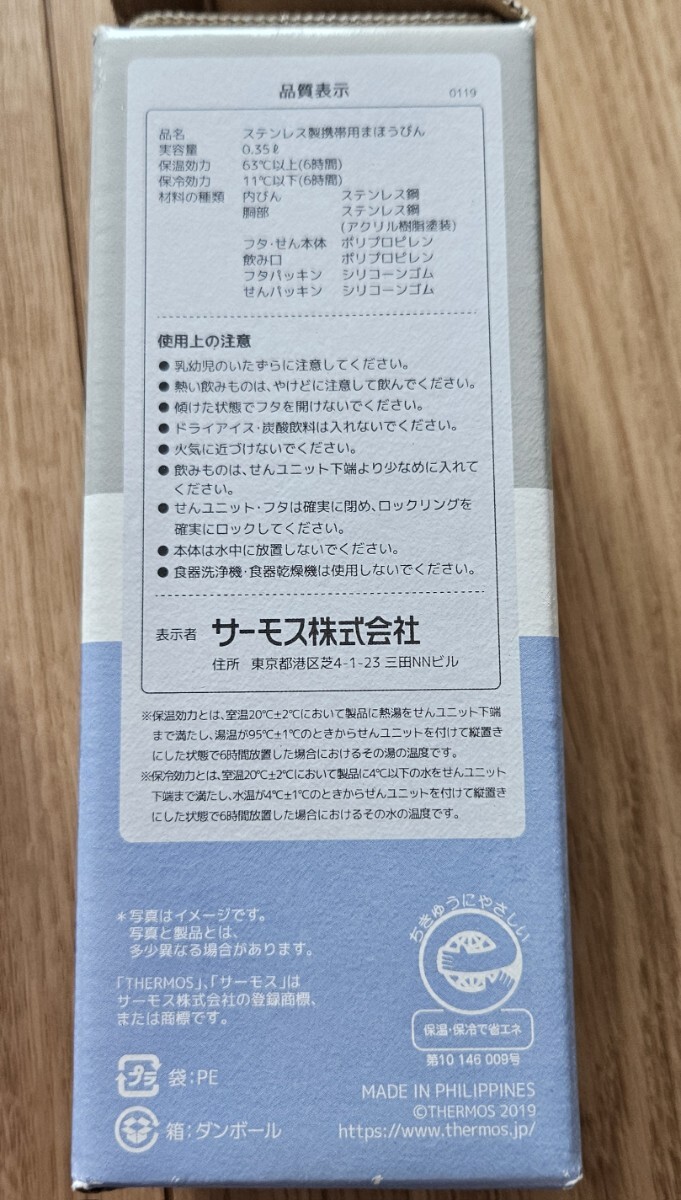 品質表示 0119
品名 ステンレス製携帯用まほうびん
実容量 0.35ℓ
保温効力 63℃以上(6時間)
保冷効力 11℃以下(6時間)
材料の種類 内びん ステンレス鋼
胴部 ステンレス鋼
(アクリル樹脂塗装)
フタ・せん本体 ポリプロピレン
飲み口 ポリプロピレン
フタパッキン シリコーンゴム
せんパッキン シリコーンゴム
使用上の注意
● 乳幼児のいたずらに注意してください。
● 熱い飲みものは、やけどに注意して飲んでください。
● 傾けた状態でフタを開けないでください。
● ドライアイス・炭酸飲料は入れないでください。
● 火気に近づけないでください。
● 飲みものは、せんユニット下端より少なめに入れて
ください。
● せんユニット・フタは確実に閉め、ロックリングを
確実にロックしてください。
● 本体は水中に放置しないでください。
● 食器洗浄機・食器乾燥機は使用しないでください。
表示者 サーモス株式会社
住所 東京都港区芝4-1-23 三田NNビル
※保温効力とは、室温20℃±2℃において製品に熱湯をせんユニット下端
まで満たし、湯温が95℃±1℃のときからせんユニットを付けて縦置き
にした状態で6時間放置した場合におけるその湯の温度です。
※保冷効力とは、室温20℃±2℃において製品に4℃以下の水をせんユニット
下端まで満たし、水温が4℃±1℃のときからせんユニットを付けて縦置き
にした状態で6時間放置した場合におけるその水の温度です。
＊写真はイメージです。
写真と製品とは、
多少異なる場合があります。
「THERMOS」、「サーモス」は
サーモス株式会社の登録商標、
または商標です。
ちきゅうにやさしい
保温・保冷で省エネ
第10 146 009号
プラ 袋:PE
箱:ダンボール
MADE IN PHILIPPINES
©THERMOS 2019
https://www.thermos.jp/